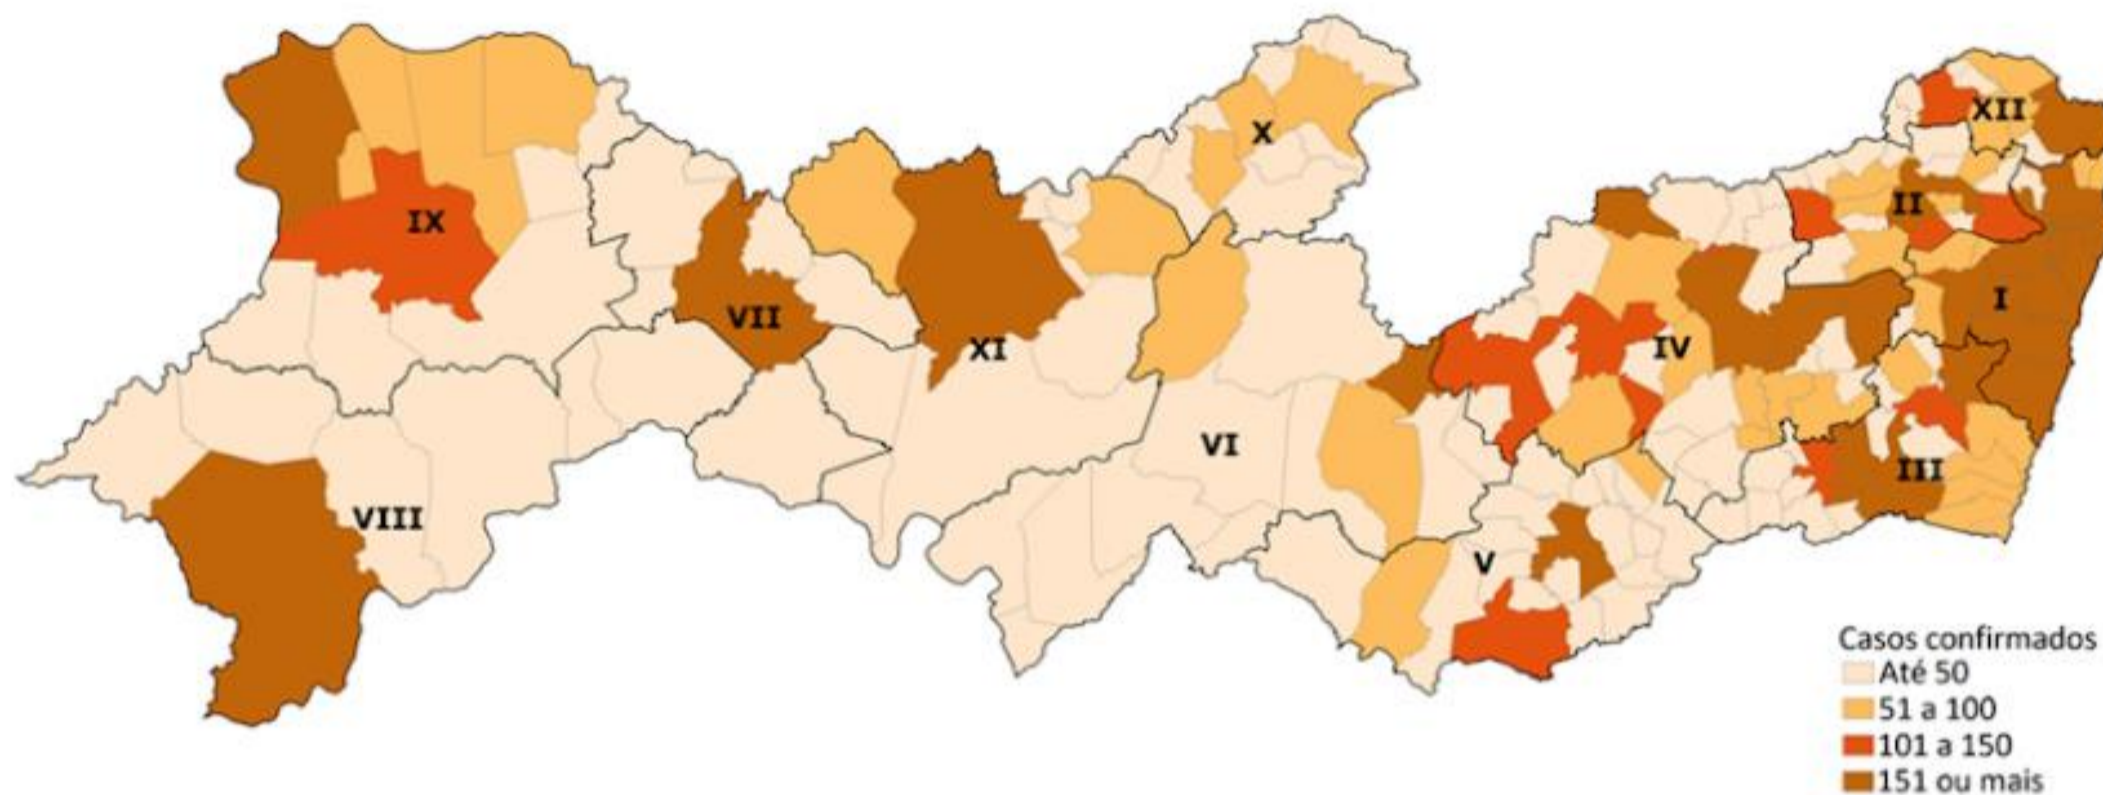 XII
X
II
IX
I
VII
IV
XI
VI
III
VIII
V
Casos confirmados
Até 50
51 a 100
101 a 150
151 ou mais